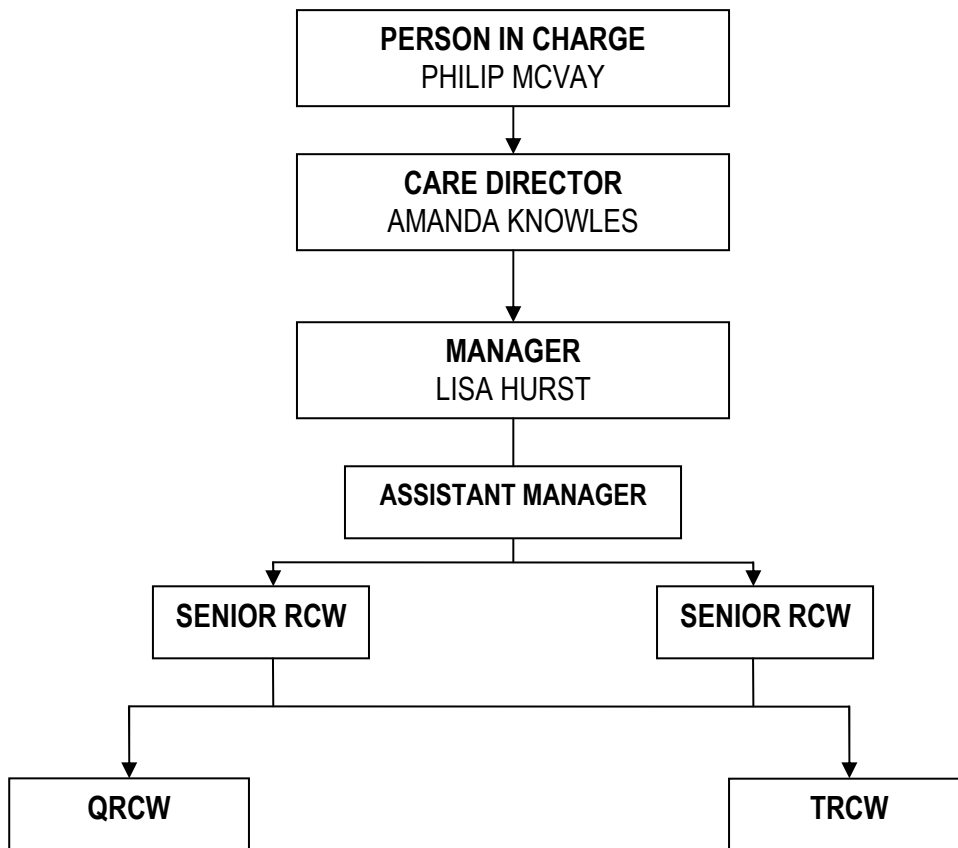 PERSON IN CHARGE
PHILIP MCVAY
CARE DIRECTOR
AMANDA KNOWLES
MANAGER
LISA HURST
ASSISTANT MANAGER
SENIOR RCW
SENIOR RCW
QRCW
TRCW